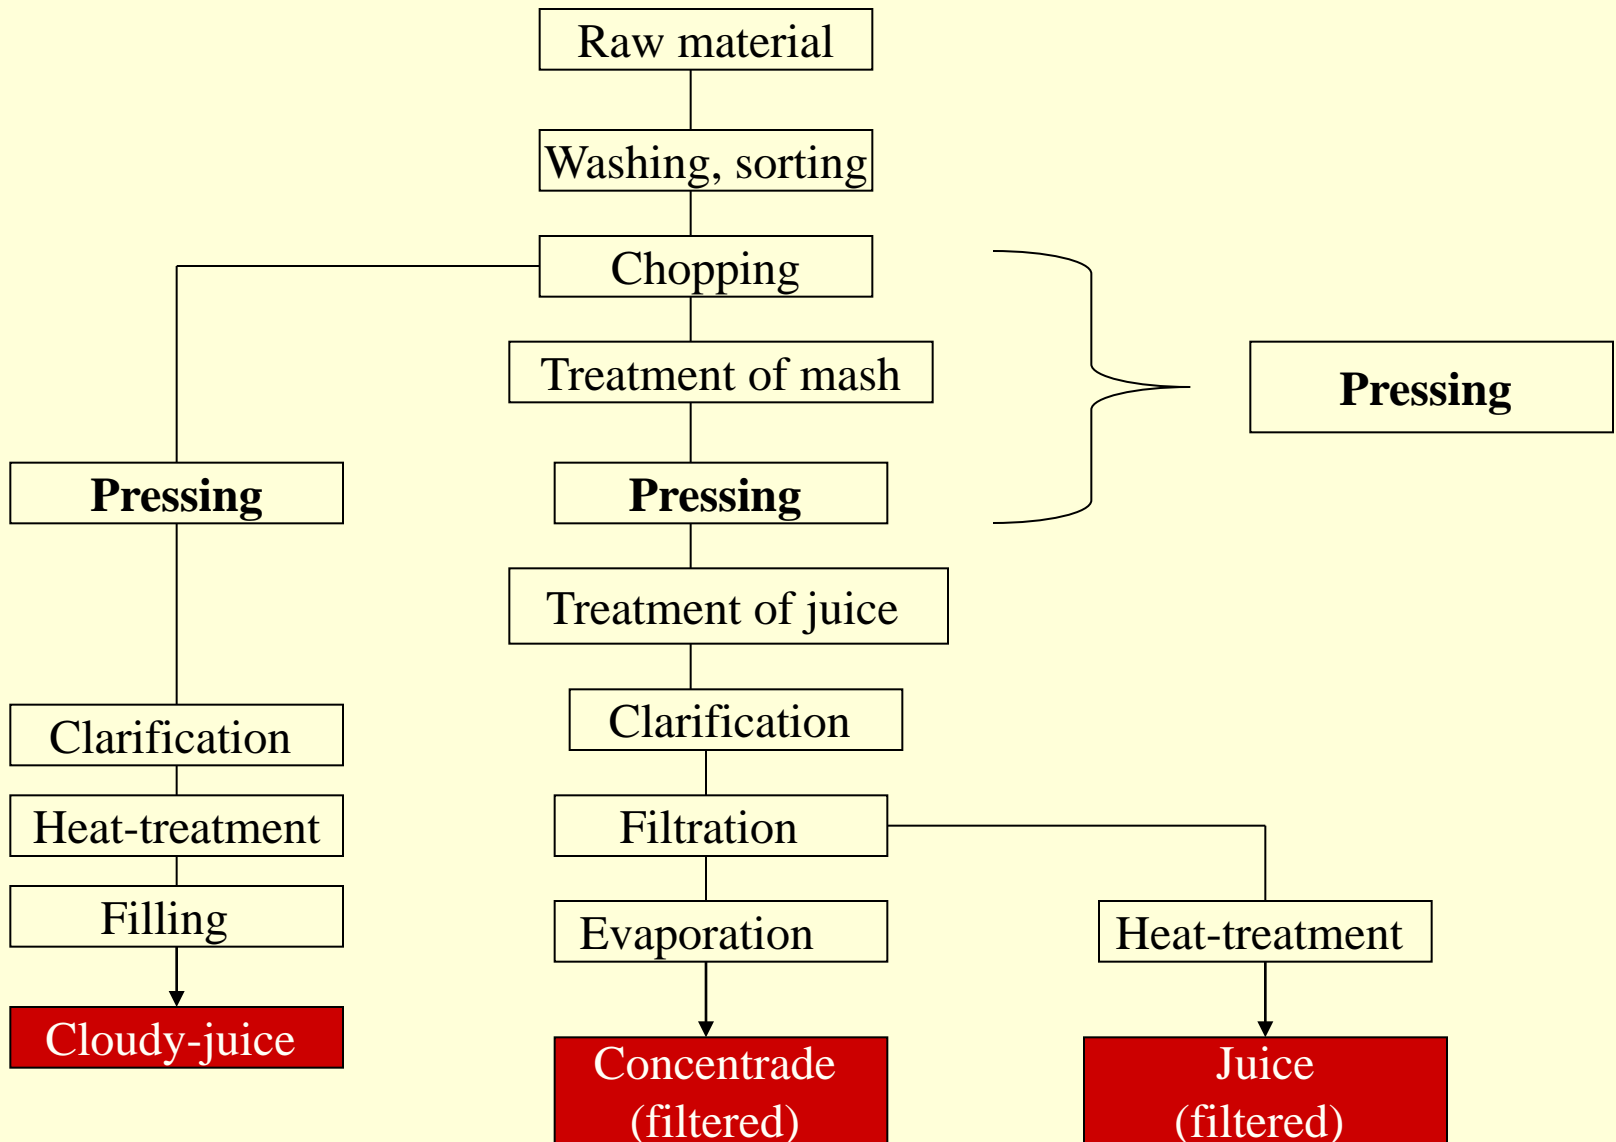 Raw material
Washing, sorting
Chopping
Treatment of mash
Pressing
Pressing
Pressing
Treatment of juice
Clarification
Clarification
Heat-treatment
Filtration
Filling
Evaporation
Heat-treatment
Cloudy-juice
Concentrade
(filtered)
Juice
(filtered)